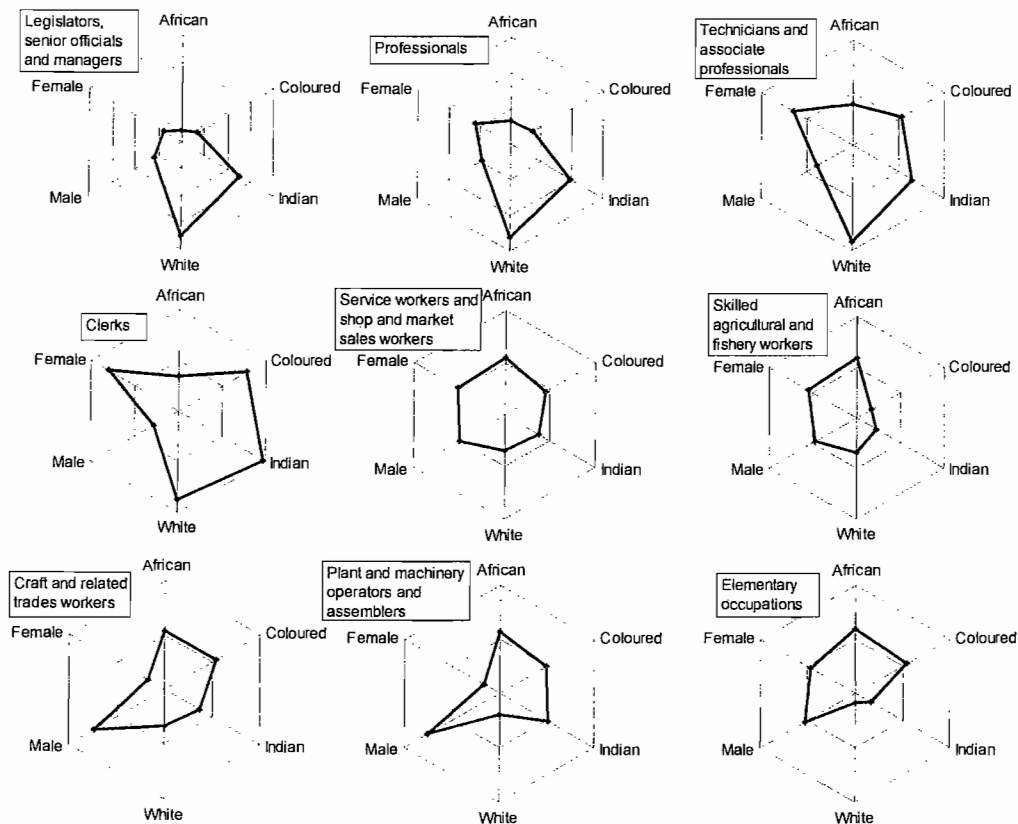 Legislators,
senior officials
and managers
African
Female
Coloured
Male
Indian
White
Professionals
African
Female
Coloured
Male
Indian
White
Technicians and
associate
professionals
African
Female
Coloured
Male
Indian
White
Clerks
African
Female
Coloured
Male
Indian
White
Service workers and
shop and market
sales workers
African
Female
Coloured
Male
Indian
White
Skilled
agricultural and
fishery workers
African
Female
Coloured
Male
Indian
White
Craft and related
trades workers
African
Female
Coloured
Male
Indian
White
Plant and machinery
operators and
assemblers
African
Female
Coloured
Male
Indian
White
Elementary
occupations
African
Female
Coloured
Male
Indian
White